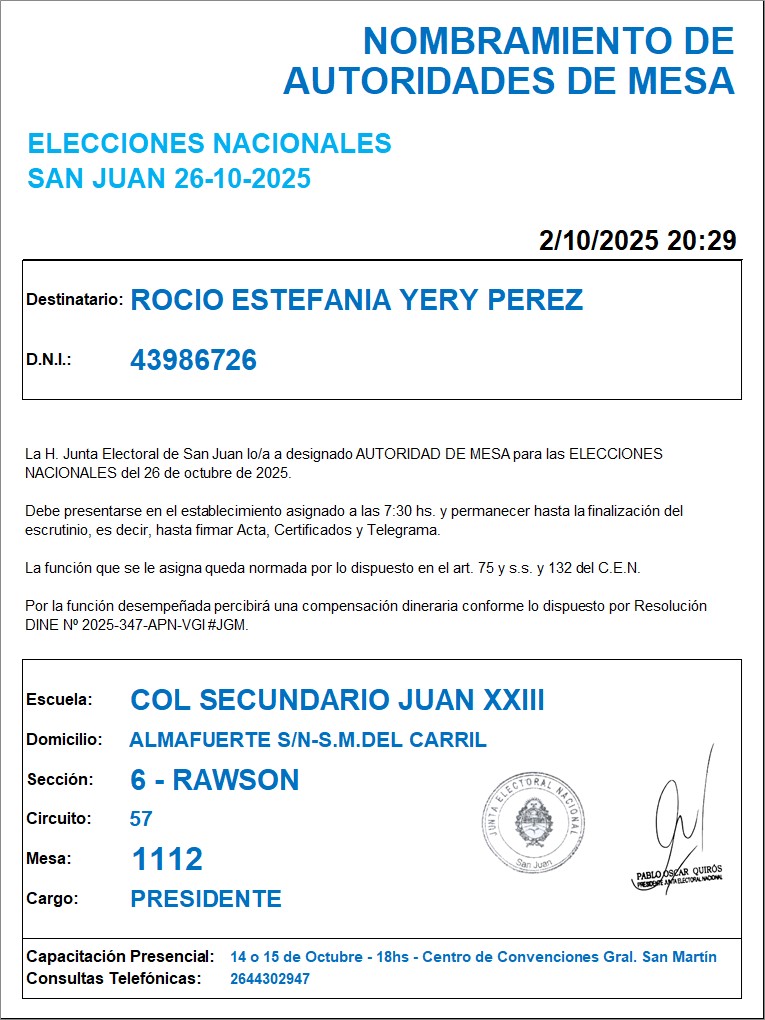 NOMBRAMIENTO DE
AUTORIDADES DE MESA
ELECCIONES NACIONALES
SAN JUAN 26-10-2025
2/10/2025 20:29
Destinatario: ROCIO ESTEFANIA YERY PEREZ
D.N.I.: 43986726
La H. Junta Electoral de San Juan lo/a a designado AUTORIDAD DE MESA para las ELECCIONES
NACIONALES del 26 de octubre de 2025.
Debe presentarse en el establecimiento asignado a las 7:30 hs. y permanecer hasta la finalización del
escrutinio, es decir, hasta firmar Acta, Certificados y Telegrama.
La función que se le asigna queda normada por lo dispuesto en el art. 75 y s.s. y 132 del C.E.N.
Por la función desempeñada percibirá una compensación dineraria conforme lo dispuesto por Resolución
DINE Nº 2025-347-APN-VGI#JGM.
Escuela: COL SECUNDARIO JUAN XXIII
Domicilio: ALMAFUERTE S/N-S.M.DEL CARRIL
Sección: 6 - RAWSON
Circuito: 57
Mesa: 1112
Cargo: PRESIDENTE
JUNTA ELECTORAL NACIONAL
San Juan
PABLO OSCAR QUIRÓS
PRESIDENTE JUNTA ELECTORAL NACIONAL
Capacitación Presencial: 14 o 15 de Octubre - 18hs - Centro de Convenciones Gral. San Martín
Consultas Telefónicas: 2644302947